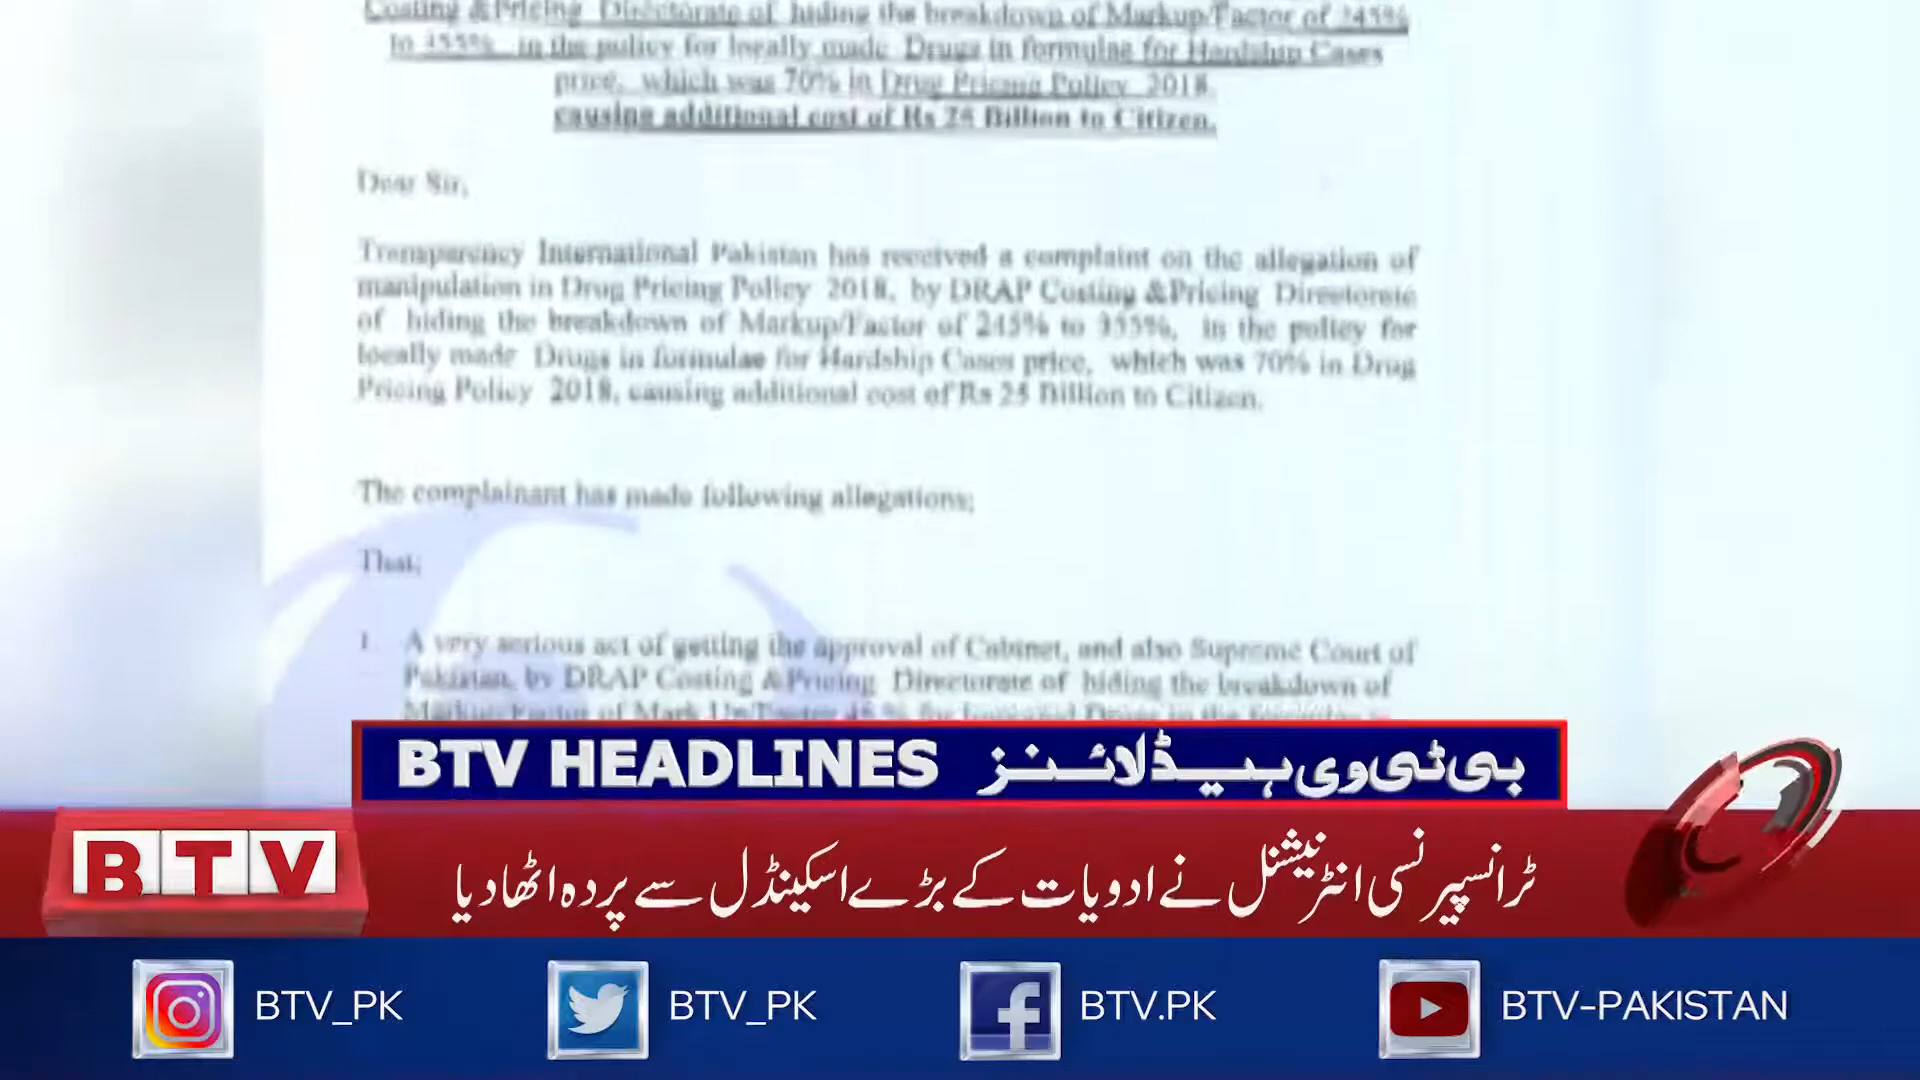 Costing &Pricing Directorate of hiding the breakdown of Markup/Factor of 245%
to 355%, in the policy for locally made Drugs in formulae for Hardship Cases
price, which was 70% in Drug Pricing Policy 2018,
causing additional cost of Rs 25 Billion to Citizen.
Dear Sir,
Transparency International Pakistan has received a complaint on the allegation of
manipulation in Drug Pricing Policy 2018, by DRAP Costing &Pricing Directorate
of hiding the breakdown of Markup/Factor of 245% to 355%, in the policy for
locally made Drugs in formulae for Hardship Cases price, which was 70% in Drug
Pricing Policy 2018, causing additional cost of Rs 25 Billion to Citizen.
The complainant has made following allegations;
That;
1. A very serious act of getting the approval of Cabinet, and also Supreme Court of
Pakistan, by DRAP Costing &Pricing Directorate of hiding the breakdown of
BTV HEADLINES بی ٹی وی ہیڈلائنز
BTV
ٹرانسپیرنسی انٹرنیشنل نے ادویات کے بڑے اسکینڈل سے پردہ اٹھادیا
BTV_PK BTV_PK BTV.PK BTV-PAKISTAN